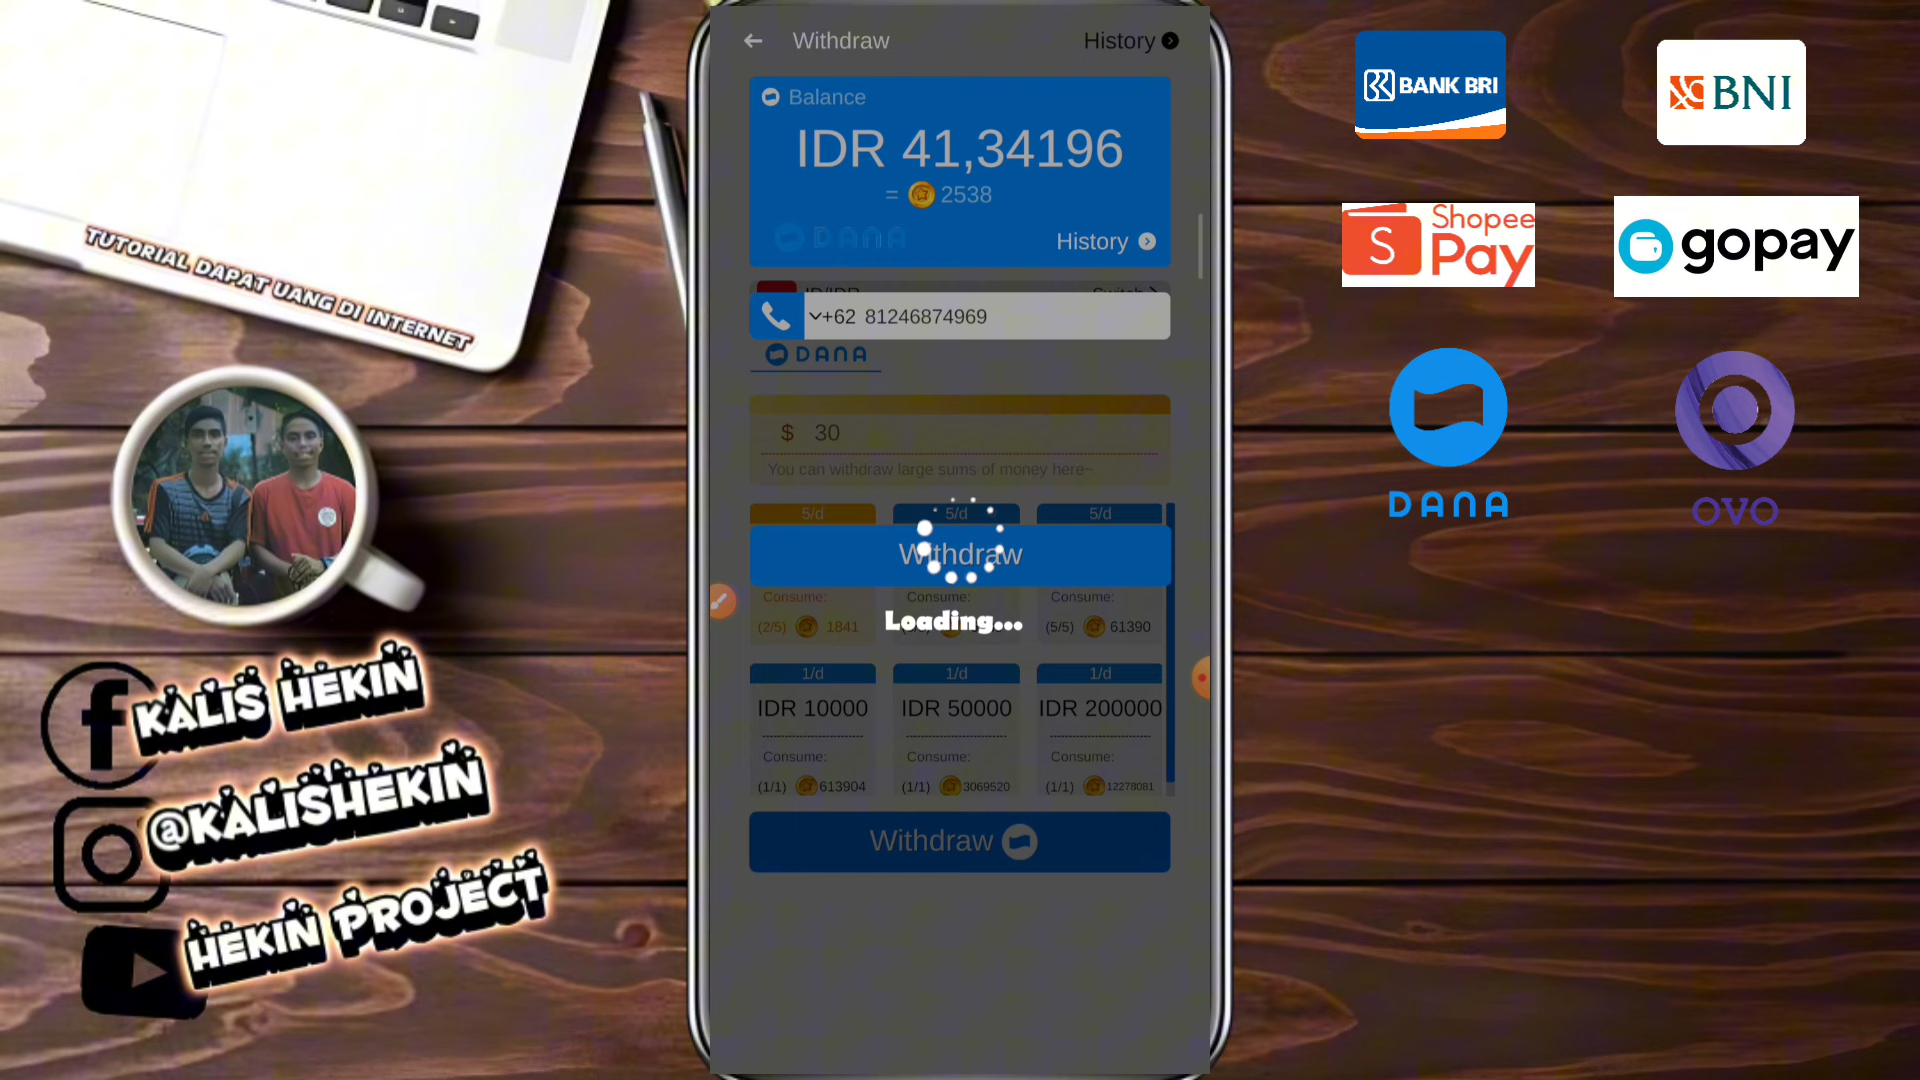 TUTORIAL DAPAT UANG DI INTERNET
KALIS HEKIN
@KALISHEKIN
HEKIN PROJECT
Withdraw
History
Balance
IDR 41,34196
= 2538
DANA
History
ID/IDR
Switch
+62 81246874969
DANA
$ 30
You can withdraw large sums of money here~
5/d
5/d
5/d
Withdraw
Loading...
Consume:
Consume:
Consume:
(2/5) 1841
(5/5) 61390
1/d
1/d
1/d
IDR 10000
IDR 50000
IDR 200000
Consume:
Consume:
Consume:
(1/1) 613904
(1/1) 3069520
(1/1) 12278081
Withdraw
BANK BRI
BNI
Shopee
Pay
gopay
DANA
OVO